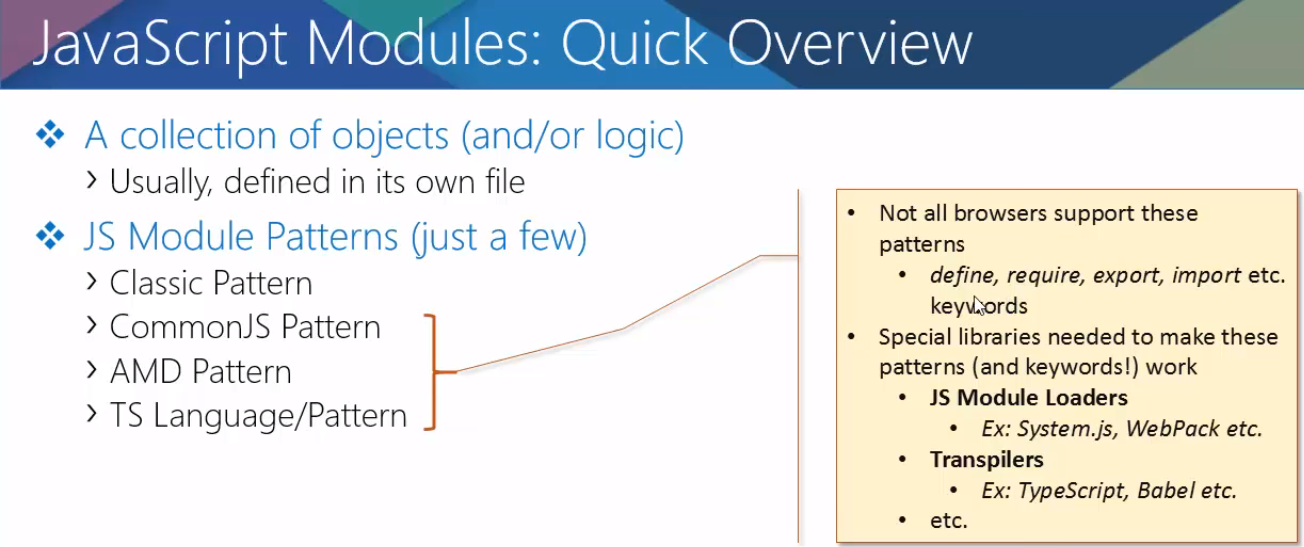 JavaScript Modules: Quick Overview
A collection of objects (and/or logic)
Usually, defined in its own file
JS Module Patterns (just a few)
Classic Pattern
CommonJS Pattern
AMD Pattern
TS Language/Pattern
Not all browsers support these
patterns
define, require, export, import etc.
keywords
Special libraries needed to make these
patterns (and keywords!) work
JS Module Loaders
Ex: System.js, WebPack etc.
Transpilers
Ex: TypeScript, Babel etc.
etc.